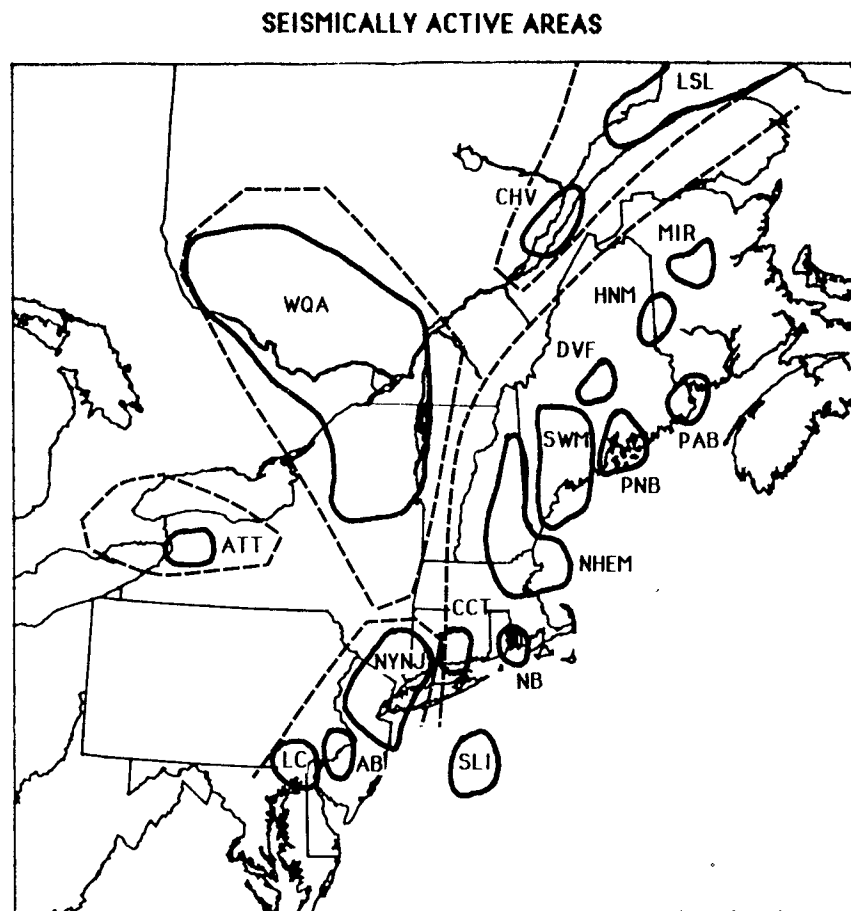 SEISMICALLY ACTIVE AREAS
LSL
CHV
MIR
WQA
HNM
DVF
SWM
PAB
PNB
ATT
NHEM
CCT
NYNJ
NB
LC
AB
SLI